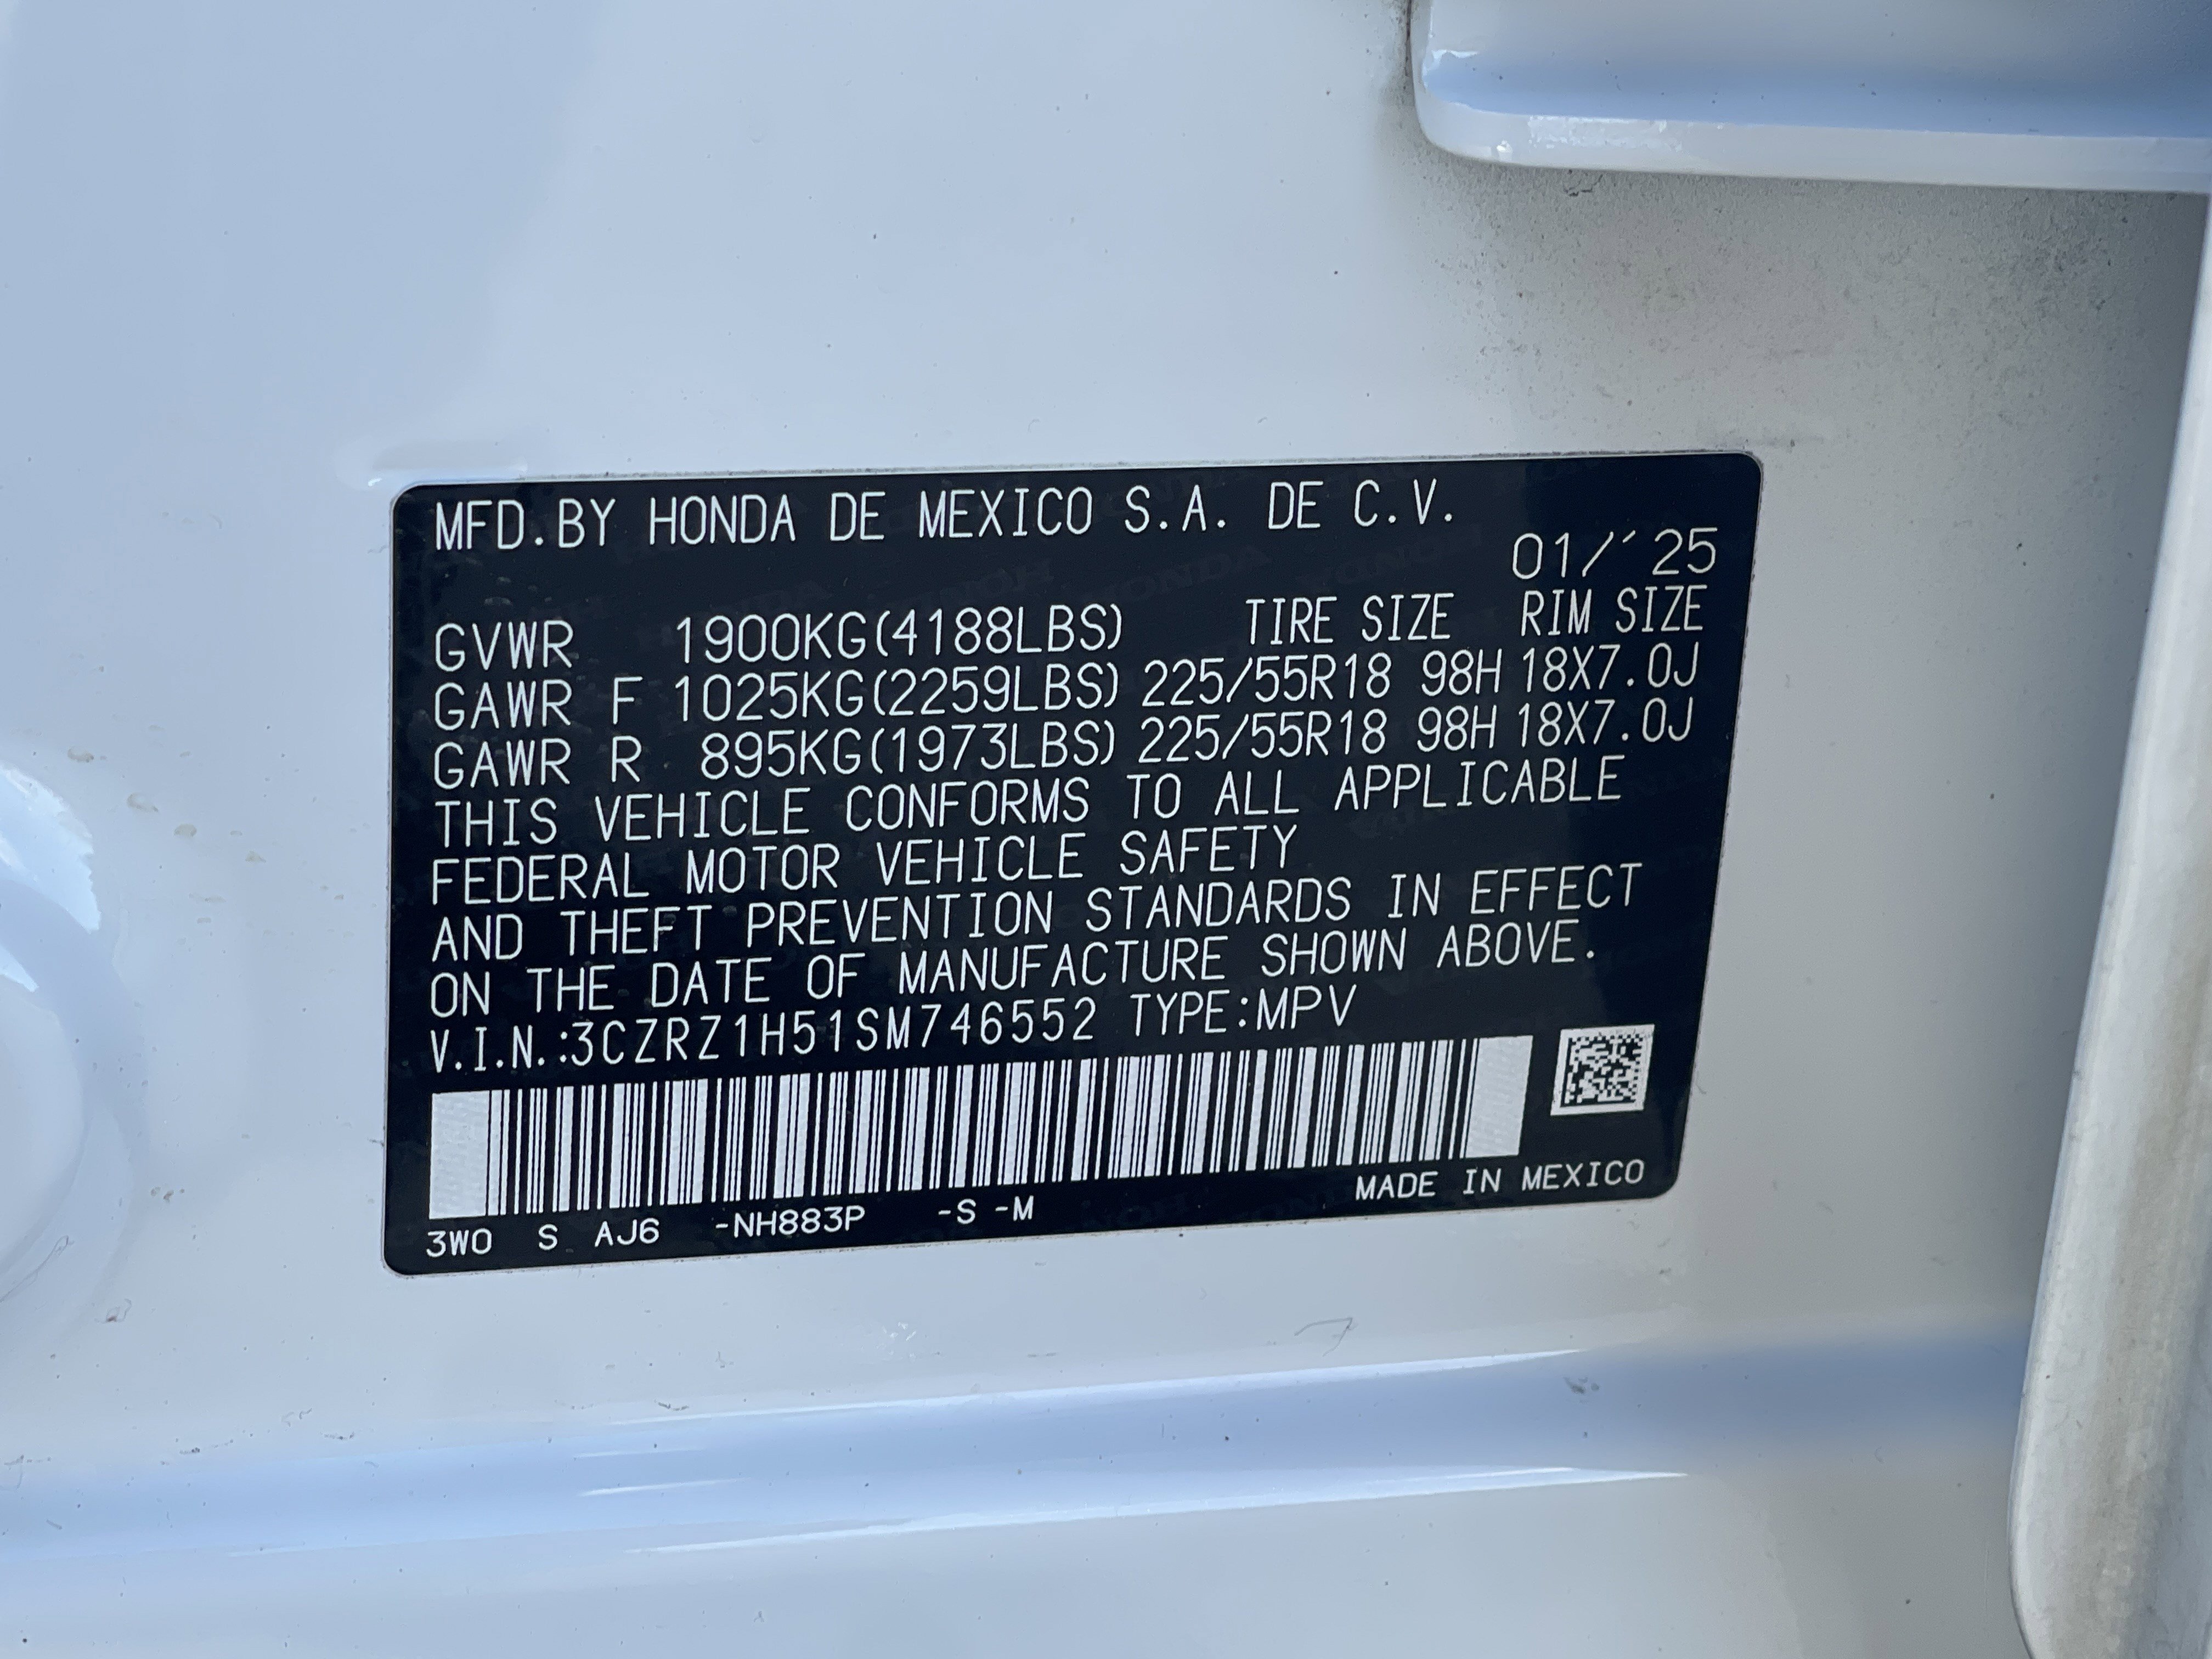 MFD.BY HONDA DE MEXICO S.A. DE C.V.
01/´25
GVWR 1900KG(4188LBS) TIRE SIZE RIM SIZE
GAWR F 1025KG(2259LBS) 225/55R18 98H 18X7.0J
GAWR R 895KG(1973LBS) 225/55R18 98H 18X7.0J
THIS VEHICLE CONFORMS TO ALL APPLICABLE
FEDERAL MOTOR VEHICLE SAFETY
AND THEFT PREVENTION STANDARDS IN EFFECT
ON THE DATE OF MANUFACTURE SHOWN ABOVE.
V.I.N.:3CZRZ1H51SM746552 TYPE:MPV
MADE IN MEXICO
3W0 S AJ6 -NH883P -S -M